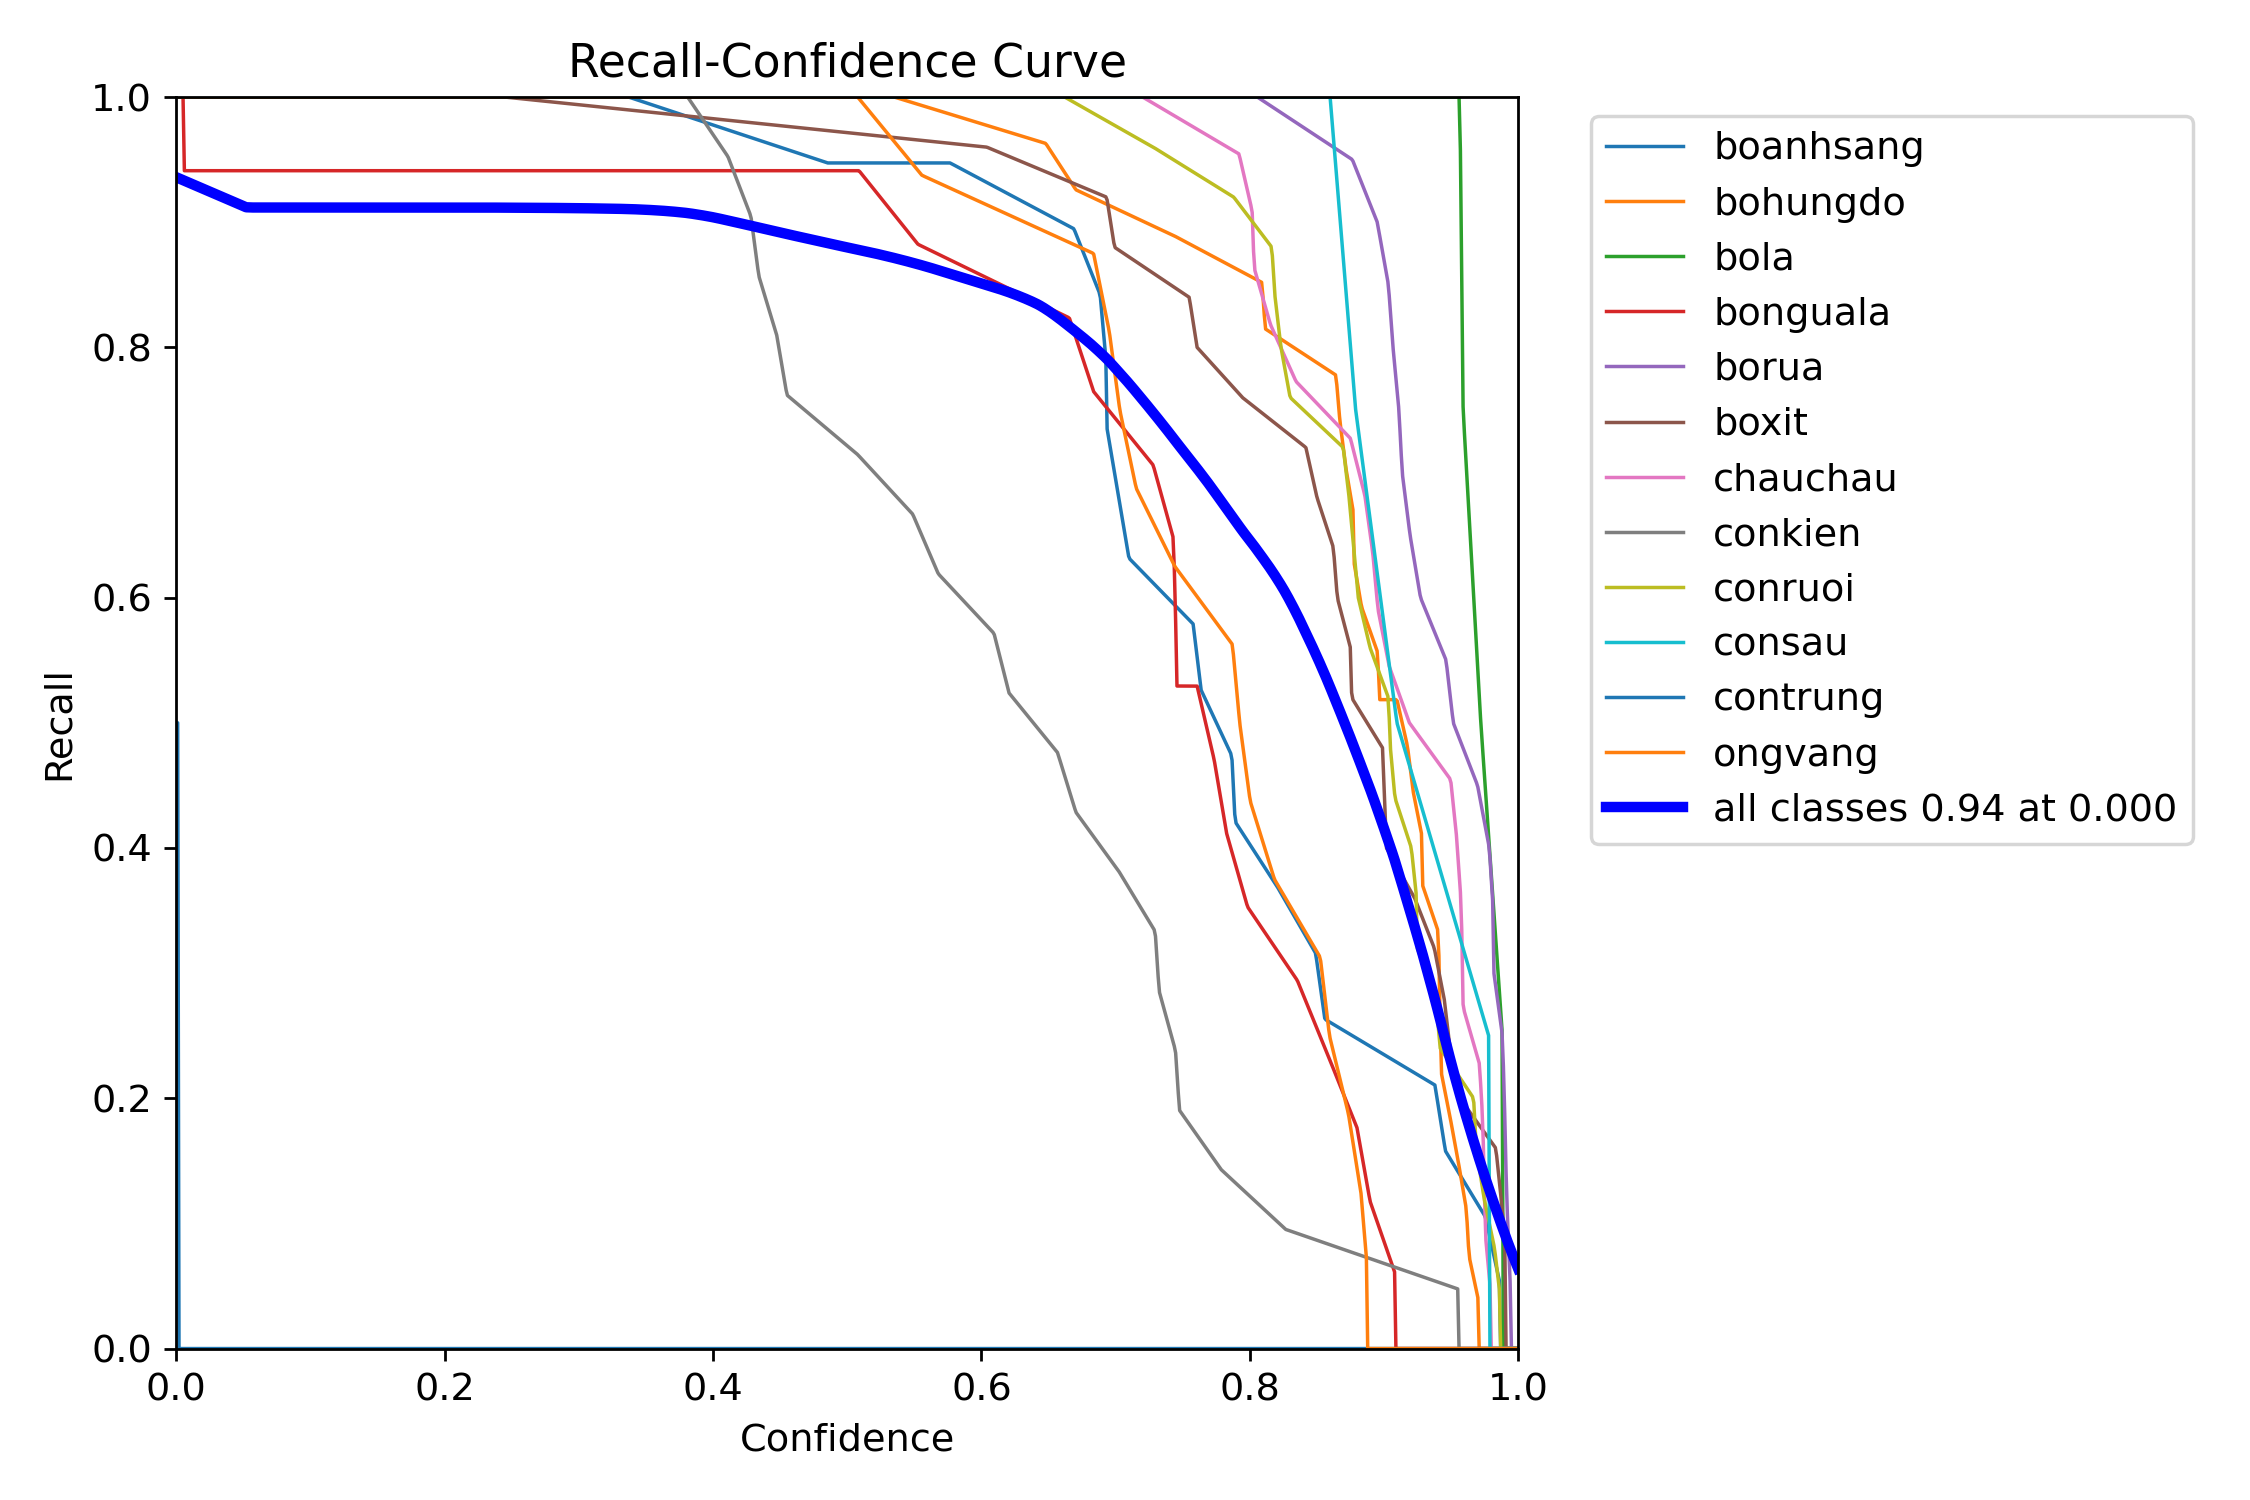 Recall-Confidence Curve
1.0
0.8
0.6
0.4
0.2
0.0
Recall
0.0 0.2 0.4 0.6 0.8 1.0
Confidence
boanhsang
bohungdo
bola
bonguala
borua
boxit
chauchau
conkien
conruoi
consau
contrung
ongvang
all classes 0.94 at 0.000